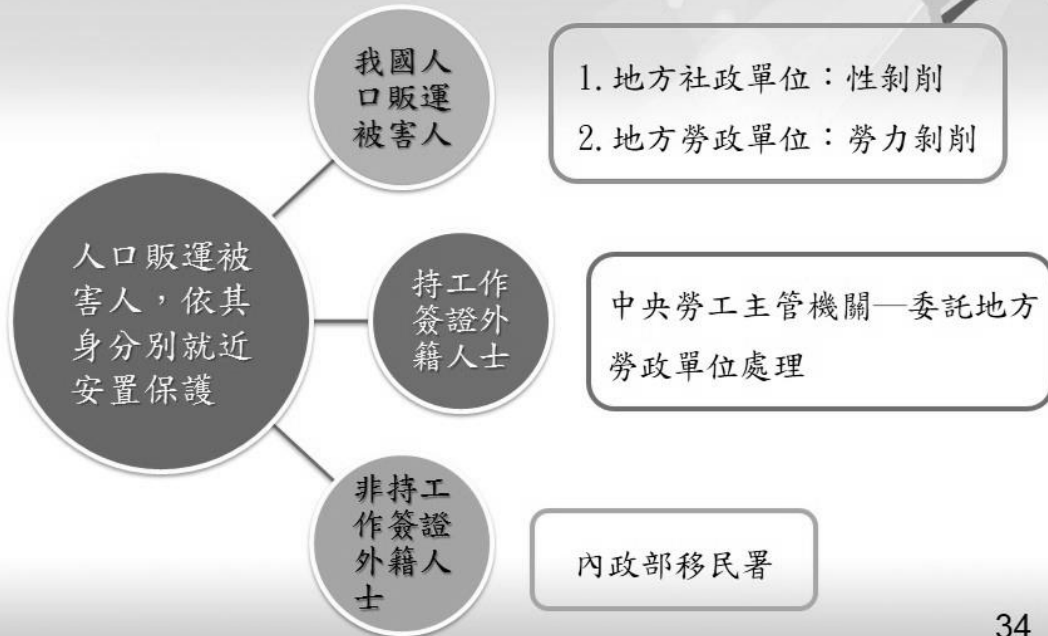 人口販運被
害人，依其
身分別就近
安置保護
我國人
口販運
被害人
1.地方社政單位：性剝削
2.地方勞政單位：勞力剝削
持工作
簽證外
籍人士
中央勞工主管機關—委託地方
勞政單位處理
非持工
作簽證
外籍人
士
內政部移民署
34